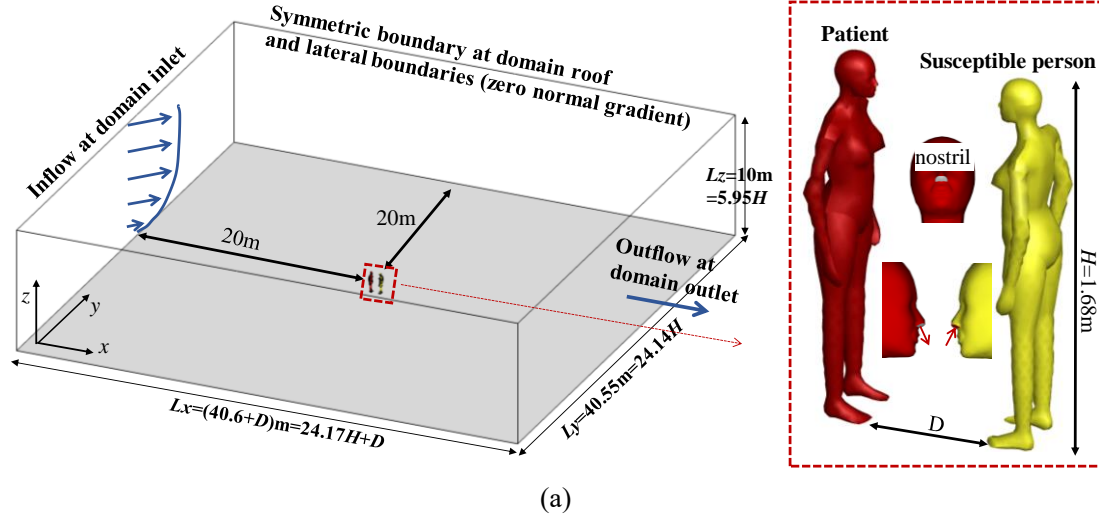 Symmetric boundary at domain roof
and lateral boundaries (zero normal gradient)
Inflow at domain inlet
20m
20m
Lz=10m
=5.95H
Outflow at
domain outlet
z
y
x
Lx=(40.6+D)m=24.17H+D
Ly=40.55m=24.14H
Patient
Susceptible person
nostril
H=1.68m
D
(a)